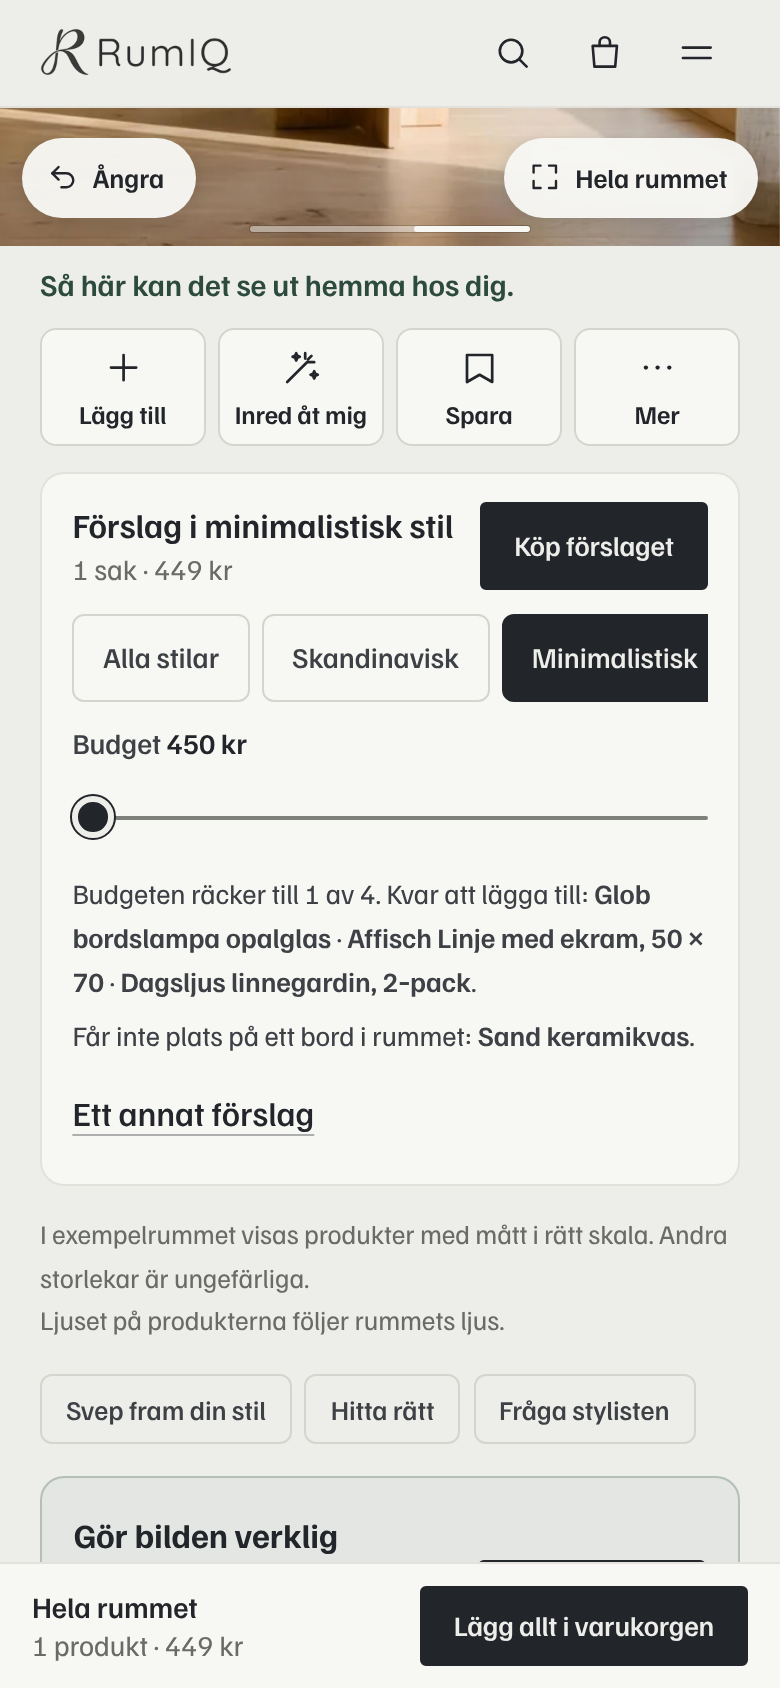 RumIQ
Ångra
Hela rummet
Så här kan det se ut hemma hos dig.
Lägg till
Inred åt mig
Spara
Mer
Förslag i minimalistisk stil
1 sak · 449 kr
Köp förslaget
Alla stilar
Skandinavisk
Minimalistisk
Budget 450 kr
Budgeten räcker till 1 av 4. Kvar att lägga till: Glob
bordslampa opalglas · Affisch Linje med ekram, 50 ×
70 · Dagsljus linnegardin, 2-pack.
Får inte plats på ett bord i rummet: Sand keramikvas.
Ett annat förslag
I exempelrummet visas produkter med mått i rätt skala. Andra
storlekar är ungefärliga.
Ljuset på produkterna följer rummets ljus.
Svep fram din stil
Hitta rätt
Fråga stylisten
Gör bilden verklig
Hela rummet
1 produkt · 449 kr
Lägg allt i varukorgen